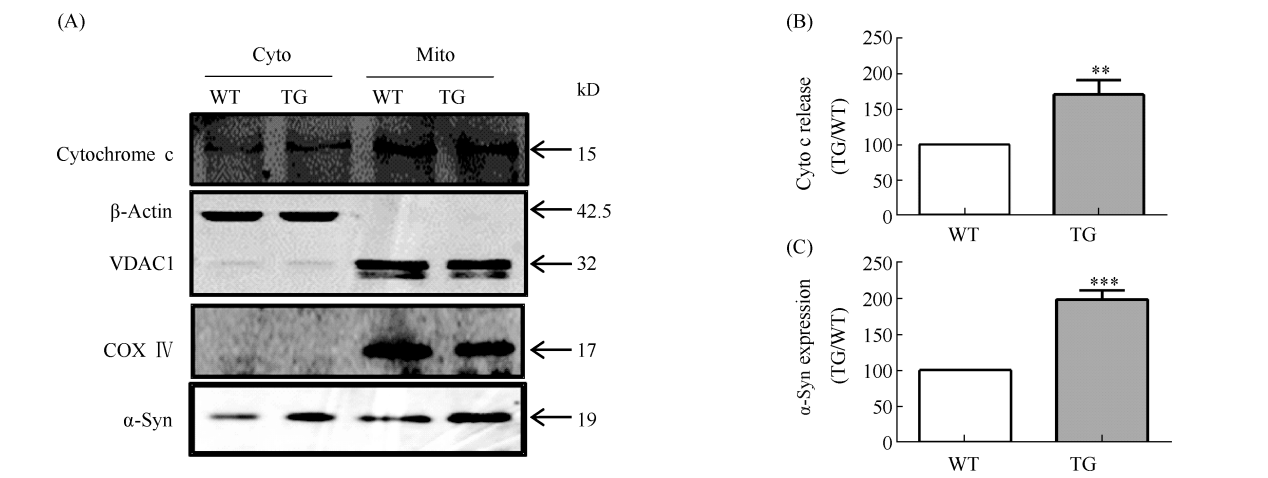 (A)
Cyto Mito
WT TG WT TG kD
Cytochrome c 15
β-Actin 42.5
VDAC1 32
COX Ⅳ 17
α-Syn 19
(B)
250
200
150
100
50
0
Cyto c release
(TG/WT)
**
WT TG
(C)
250
200
150
100
50
0
α-Syn expression
(TG/WT)
***
WT TG